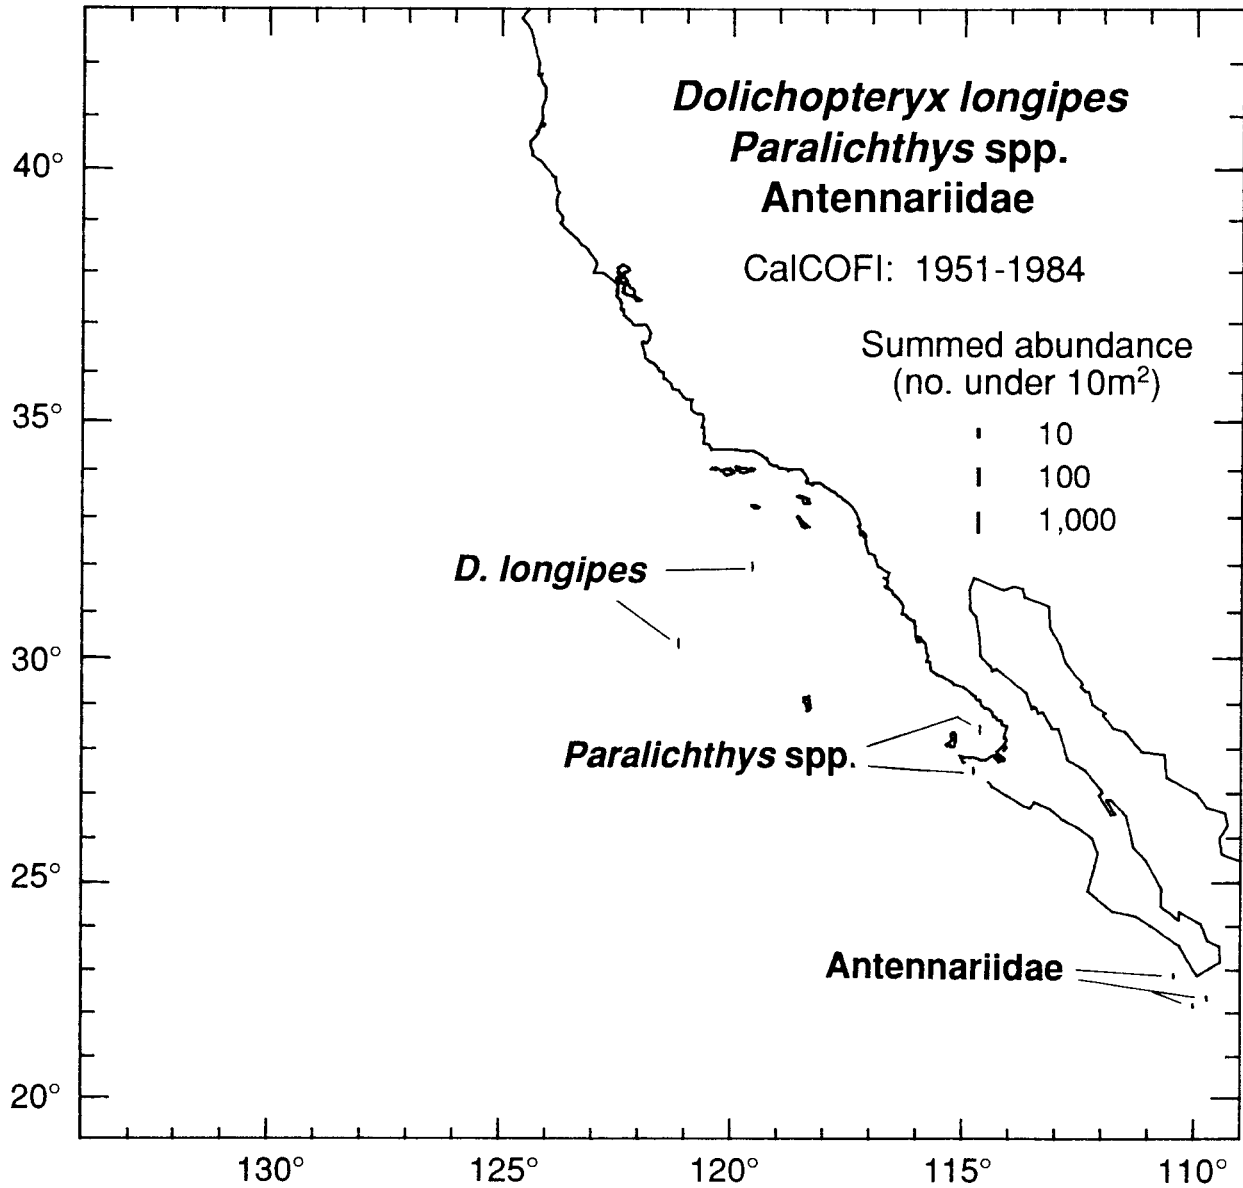 Dolichopteryx longipes
Paralichthys spp.
Antennariidae
CalCOFI: 1951-1984
Summed abundance
(no. under 10m²)
10
100
1,000
40°
35°
30°
25°
20°
D. longipes
Paralichthys spp.
Antennariidae
130°
125°
120°
115°
110°